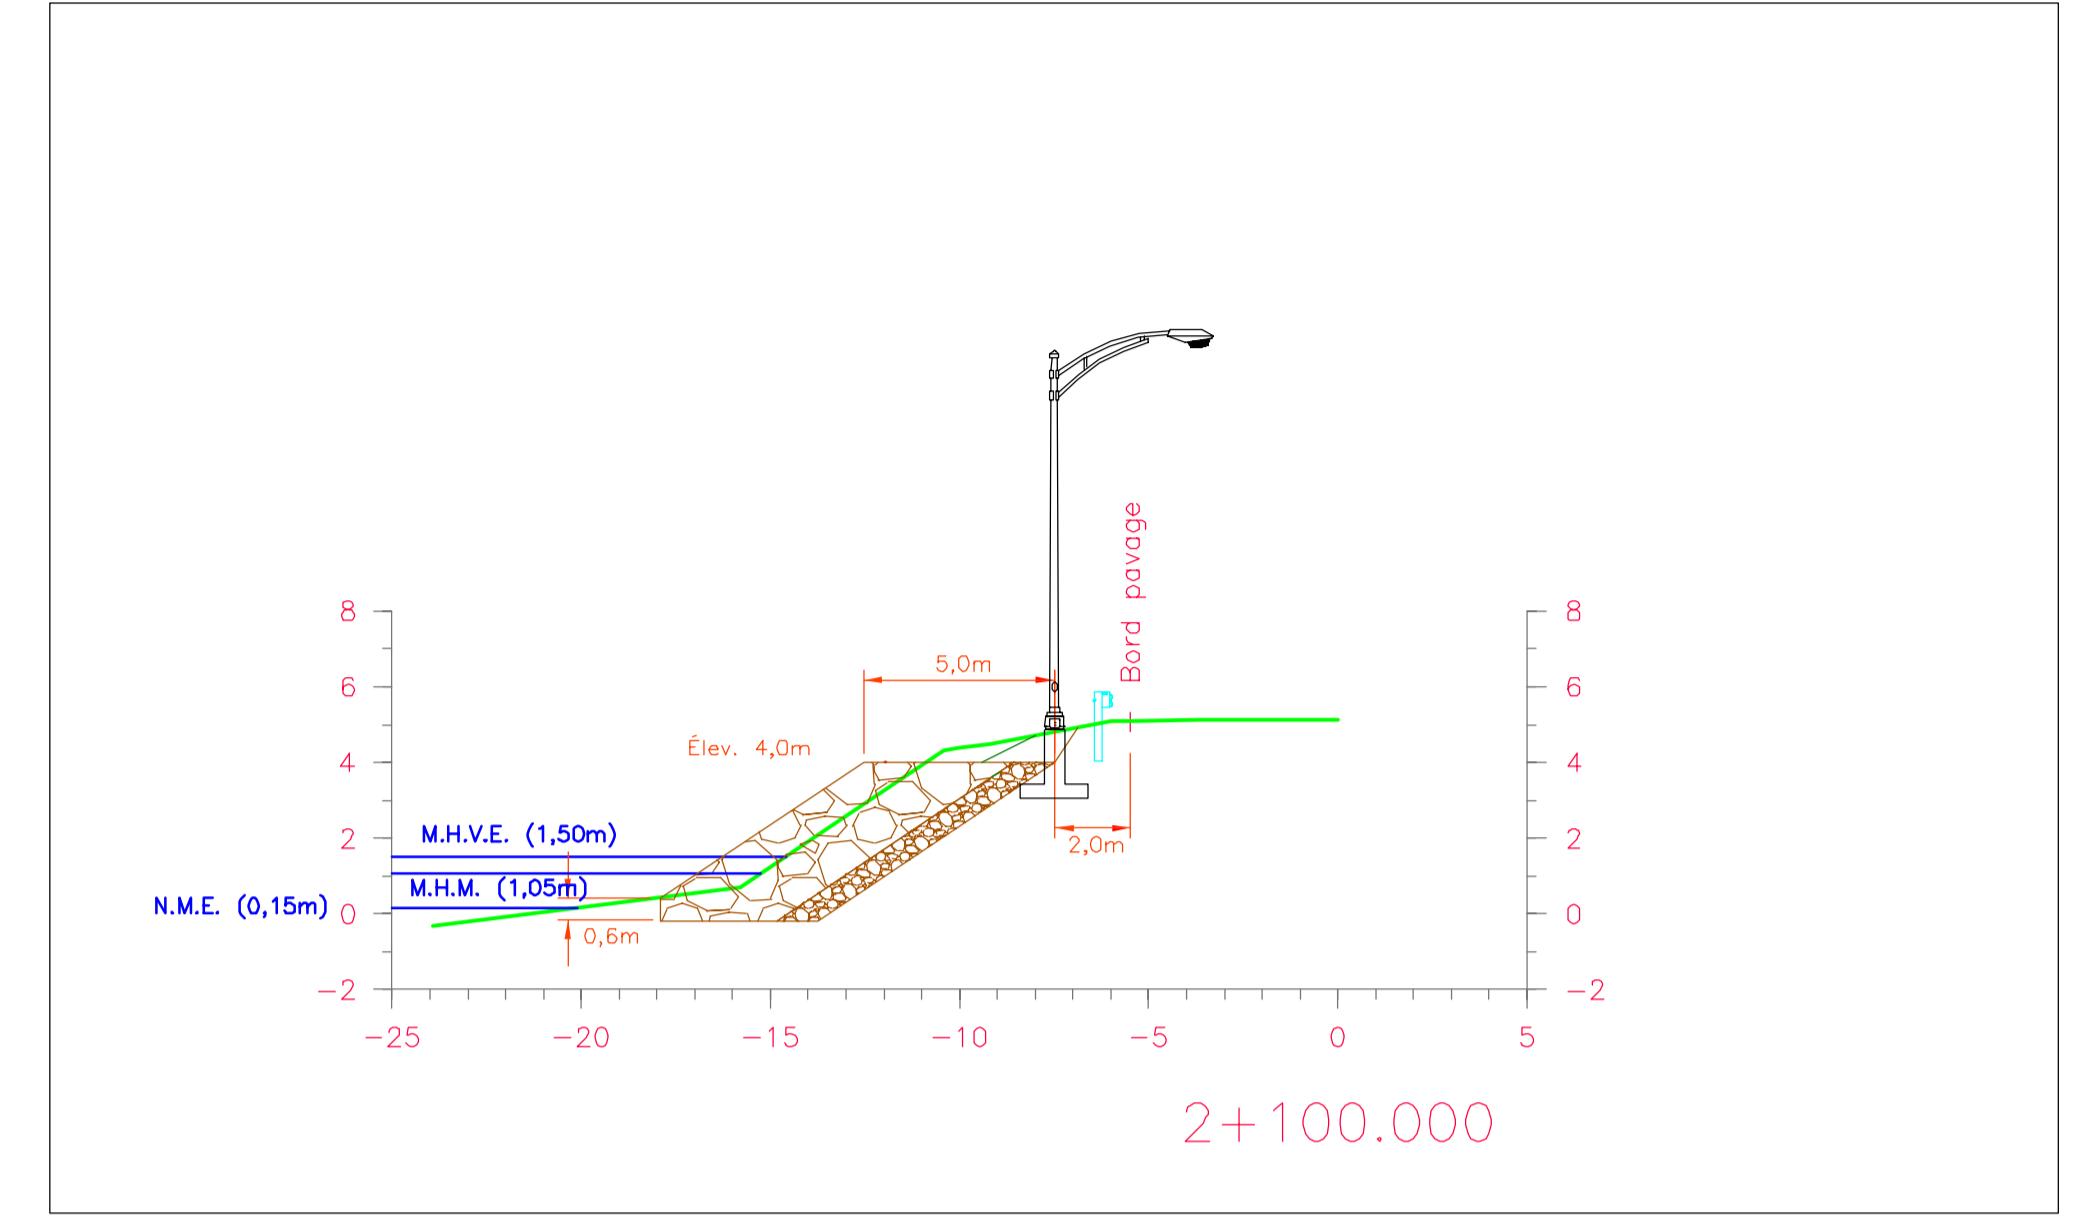 Bord pavage
8
8
5,0m
6
6
Élev. 4,0m
4
4
M.H.V.E. (1,50m)
2
2
2,0m
M.H.M. (1,05m)
N.M.E. (0,15m)
0
0
0,6m
−2
−2
−25 −20 −15 −10 −5 0 5
2+100.000